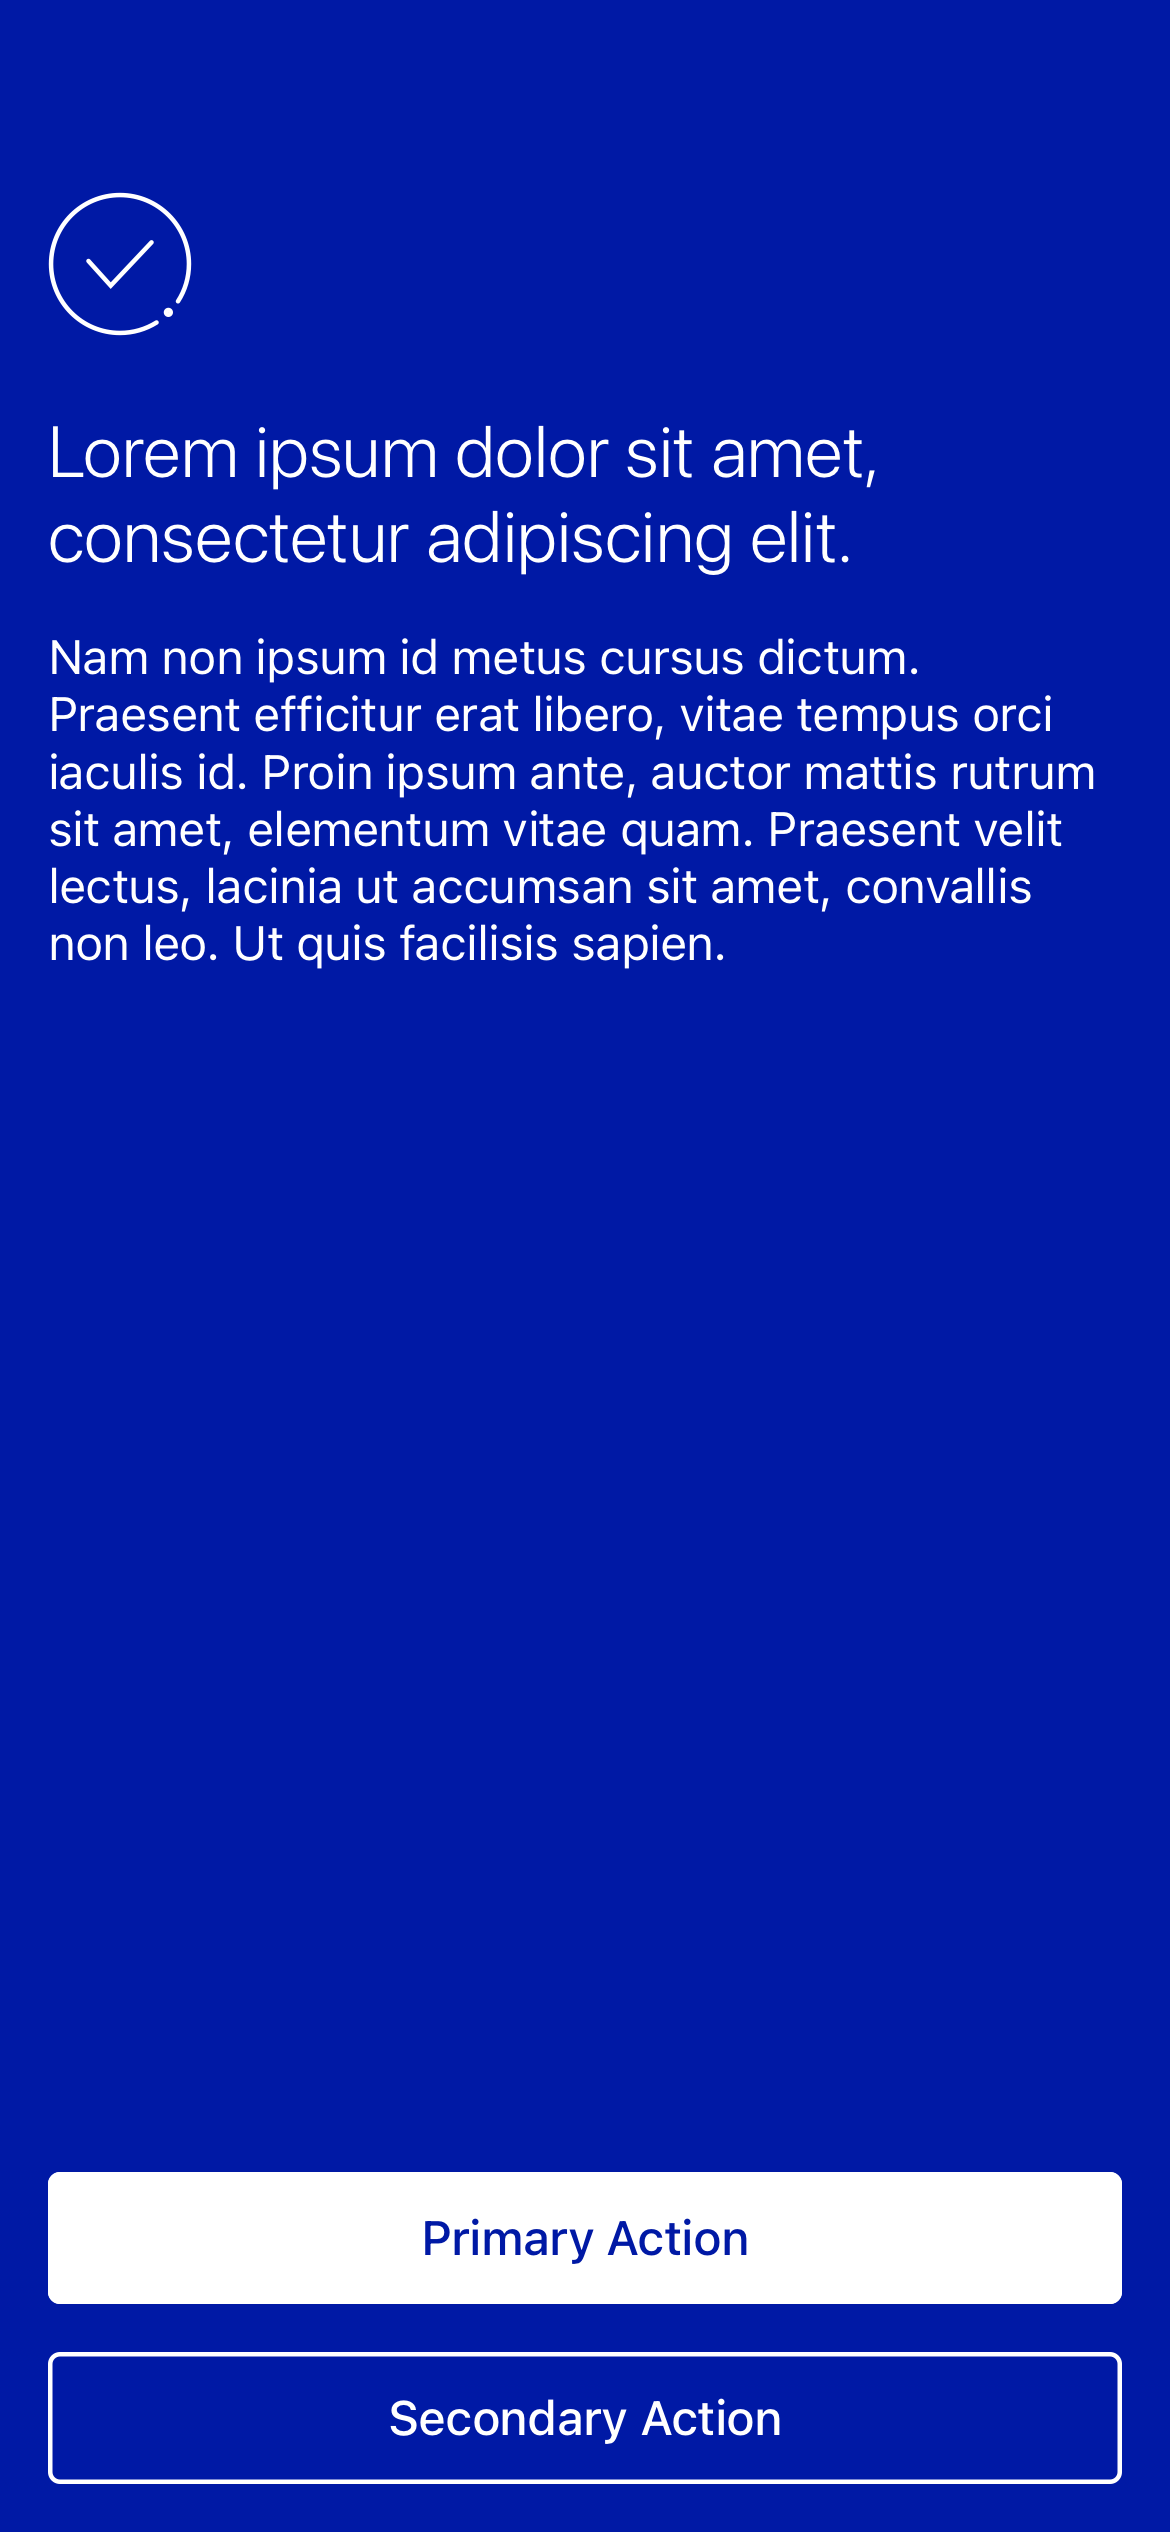 Lorem ipsum dolor sit amet,
consectetur adipiscing elit.
Nam non ipsum id metus cursus dictum.
Praesent efficitur erat libero, vitae tempus orci
iaculis id. Proin ipsum ante, auctor mattis rutrum
sit amet, elementum vitae quam. Praesent velit
lectus, lacinia ut accumsan sit amet, convallis
non leo. Ut quis facilisis sapien.
Primary Action
Secondary Action